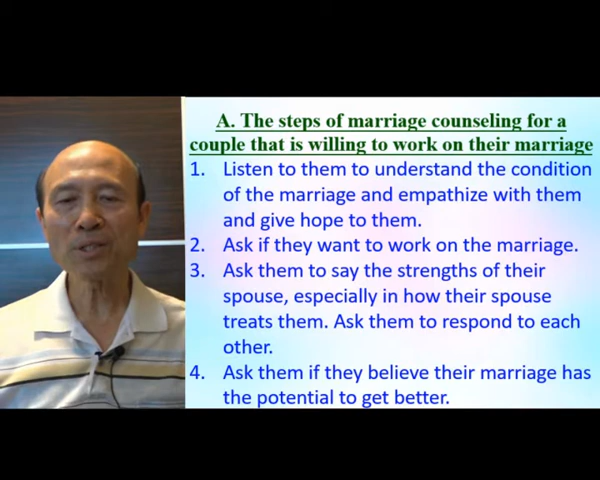 A. The steps of marriage counseling for a
couple that is willing to work on their marriage
1. Listen to them to understand the condition
of the marriage and empathize with them
and give hope to them.
2. Ask if they want to work on the marriage.
3. Ask them to say the strengths of their
spouse, especially in how their spouse
treats them. Ask them to respond to each
other.
4. Ask them if they believe their marriage has
the potential to get better.